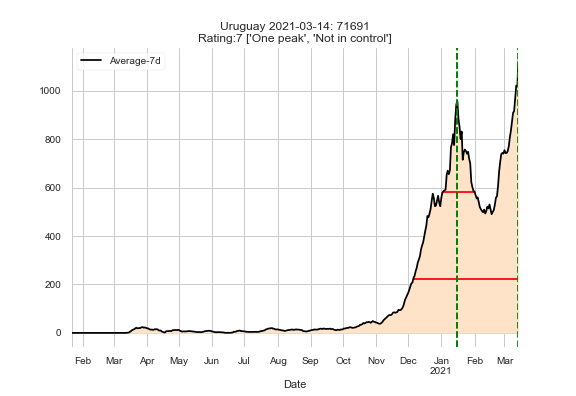 Uruguay 2021-03-14: 71691
Rating:7 ['One peak', 'Not in control']
Average-7d
1000
800
600
400
200
0
Feb Mar Apr May Jun Jul Aug Sep Oct Nov Dec Jan Feb Mar
2021
Date